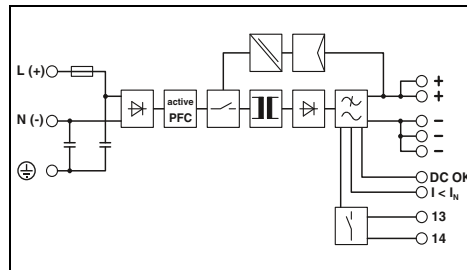 L (+)
N (-)
active
PFC
+
+
–
–
–
DC OK
I < IN
13
14